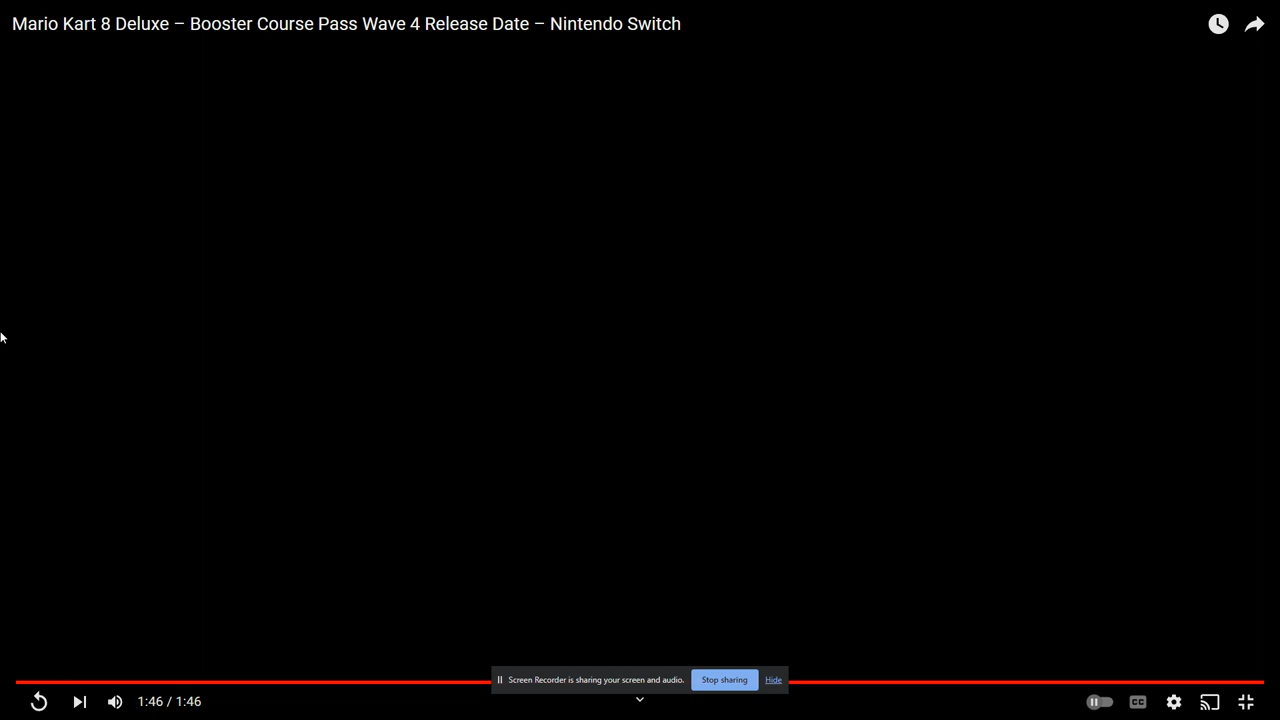 Mario Kart 8 Deluxe – Booster Course Pass Wave 4 Release Date – Nintendo Switch
Screen Recorder is sharing your screen and audio. Stop sharing Hide
1:46 / 1:46 CC